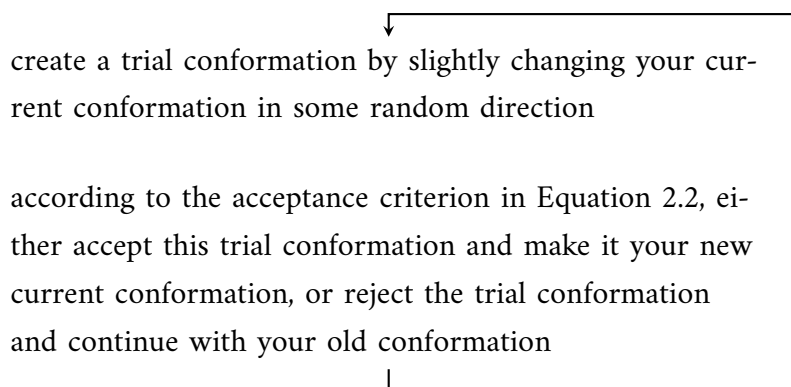 create a trial conformation by slightly changing your cur-
rent conformation in some random direction
according to the acceptance criterion in Equation 2.2, ei-
ther accept this trial conformation and make it your new
current conformation, or reject the trial conformation
and continue with your old conformation